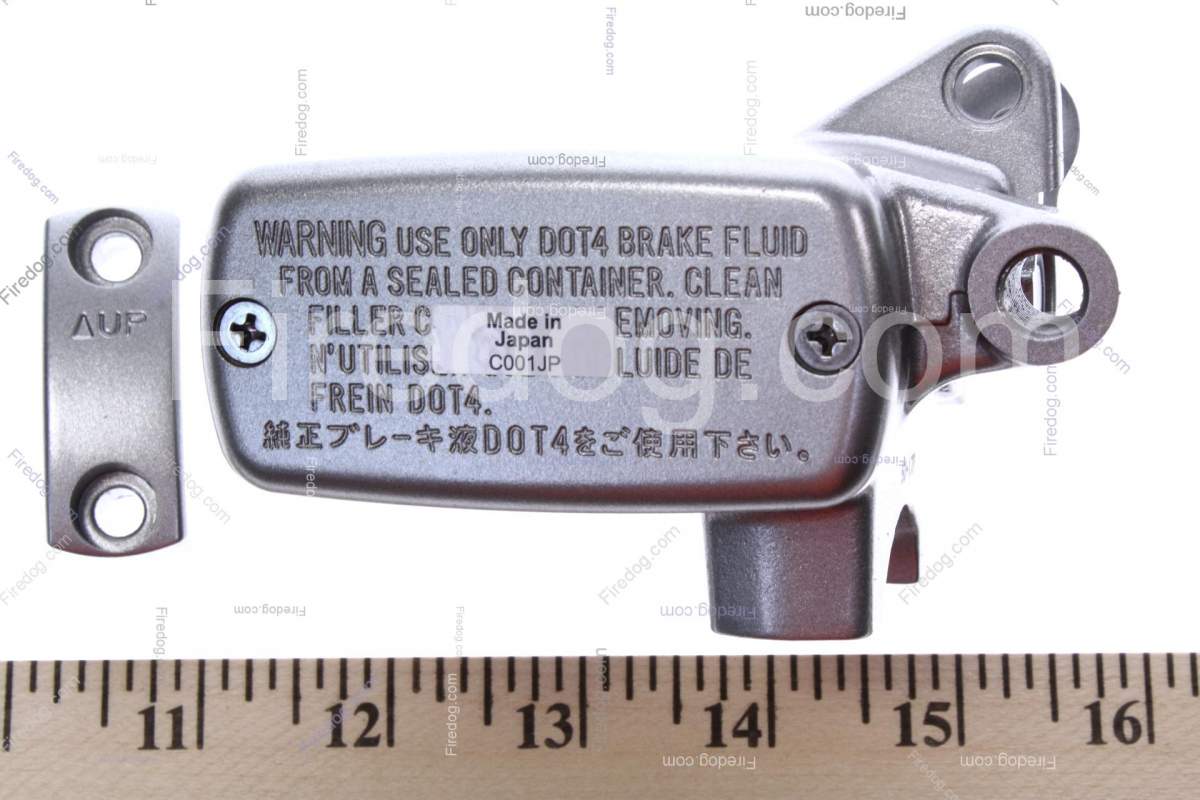 WARNING USE ONLY DOT4 BRAKE FLUID
FROM A SEALED CONTAINER. CLEAN
FILLER C EMOVING.
N'UTILIS LUIDE DE
FREIN DOT4.
純正ブレーキ液DOT4をご使用下さい。
Made in
Japan
C001JP
△UP
Firedog.com
11 12 13 14 15 16